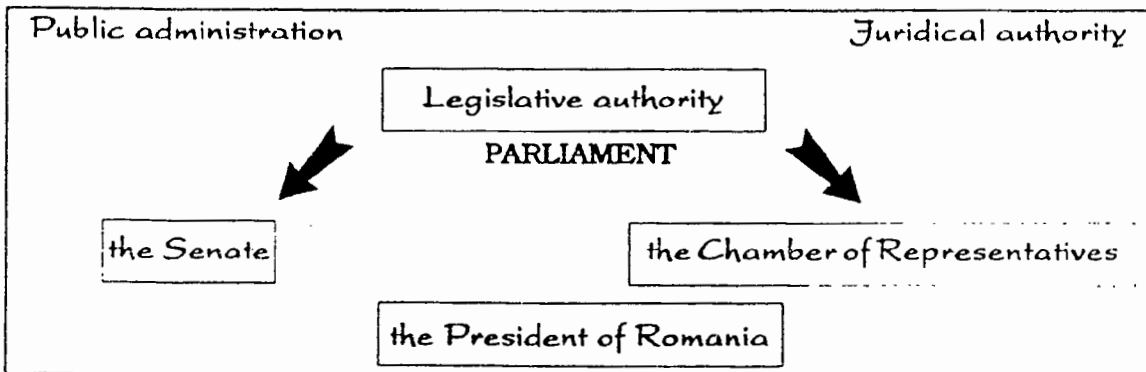 Public administration
Juridical authority
Legislative authority
PARLIAMENT
the Senate
the Chamber of Representatives
the President of Romania